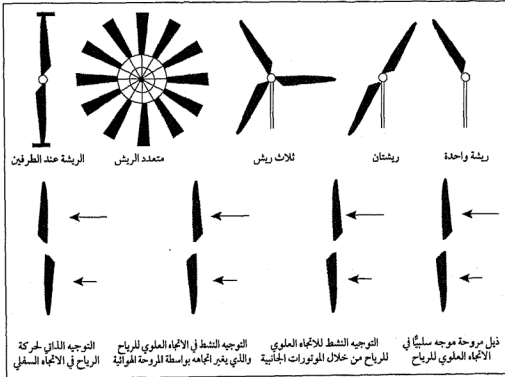 ريشة واحدة
ريشتان
ثلاث ريش
متعدد الريش
الريشة عند الطرفين
ذيل مروحة موجه سلبيًّا في
الاتجاه العلوي للرياح
التوجيه النشط للاتجاه العلوي
للرياح من خلال الموتورات الجانبية
التوجيه النشط في الاتجاه العلوي للرياح
والذي يغير اتجاهه بواسطة المروحة الهوائية
التوجيه الذاتي لحركة
الرياح في الاتجاه السفلي